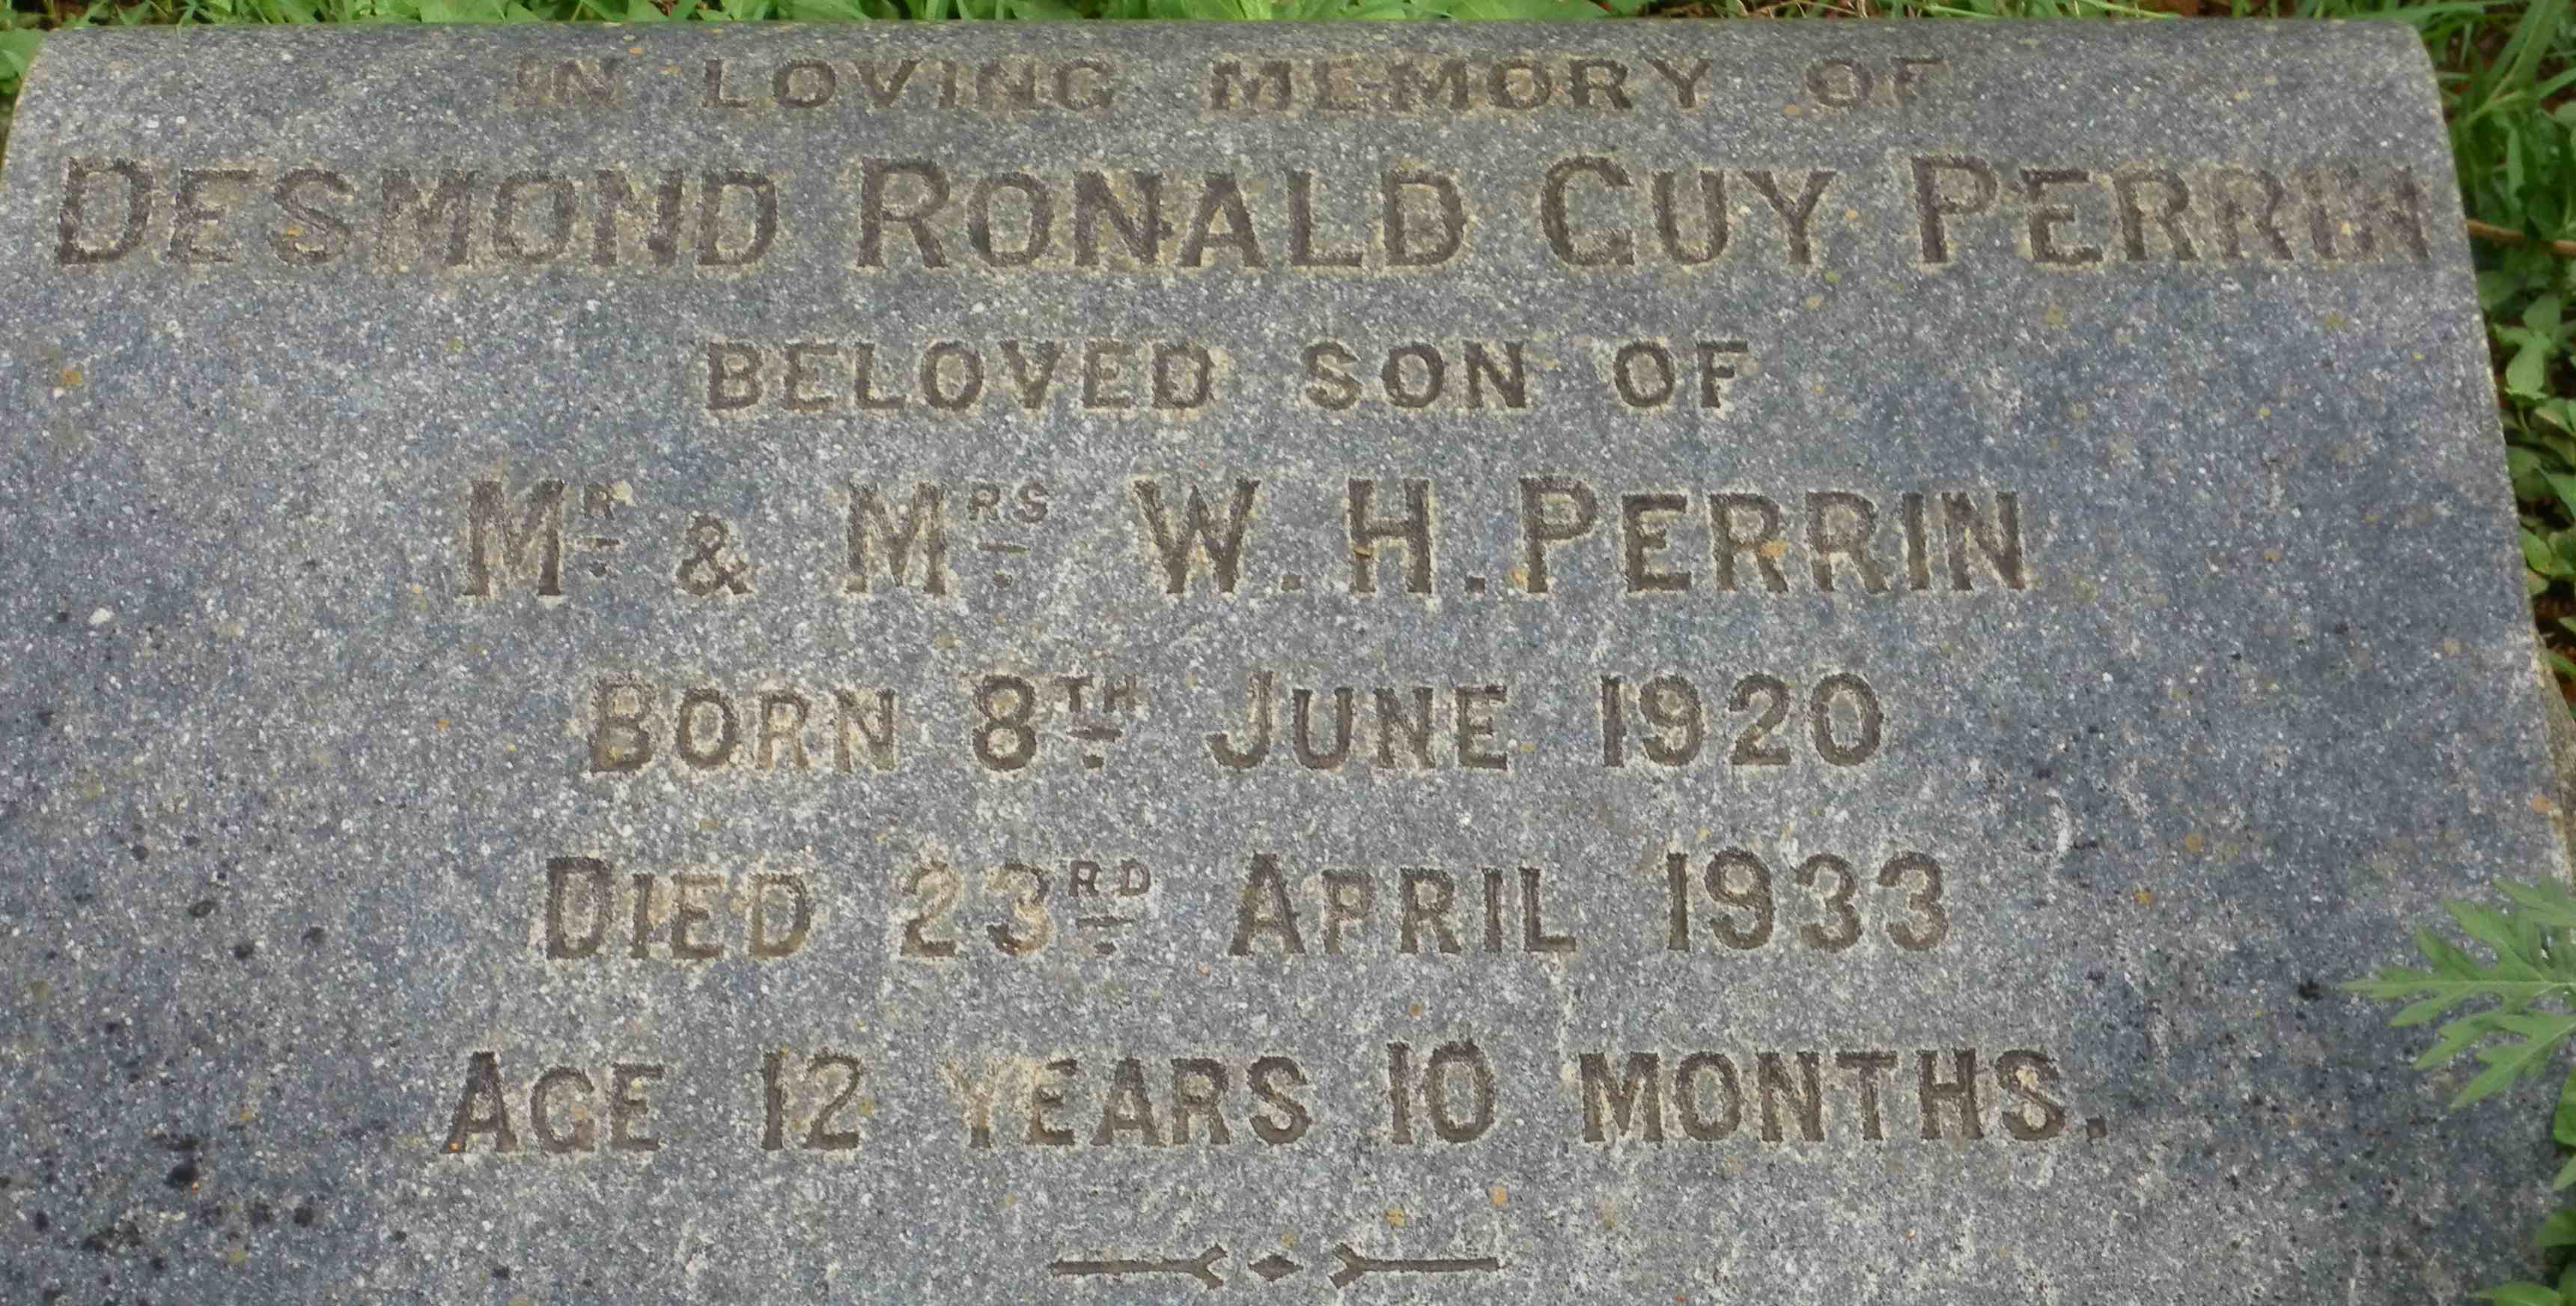 IN LOVING MEMORY OF
DESMOND RONALD GUY PERRIN
BELOVED SON OF
MR & MRS W. H. PERRIN
BORN 8TH JUNE 1920
DIED 23RD APRIL 1933
AGE 12 YEARS 10 MONTHS.